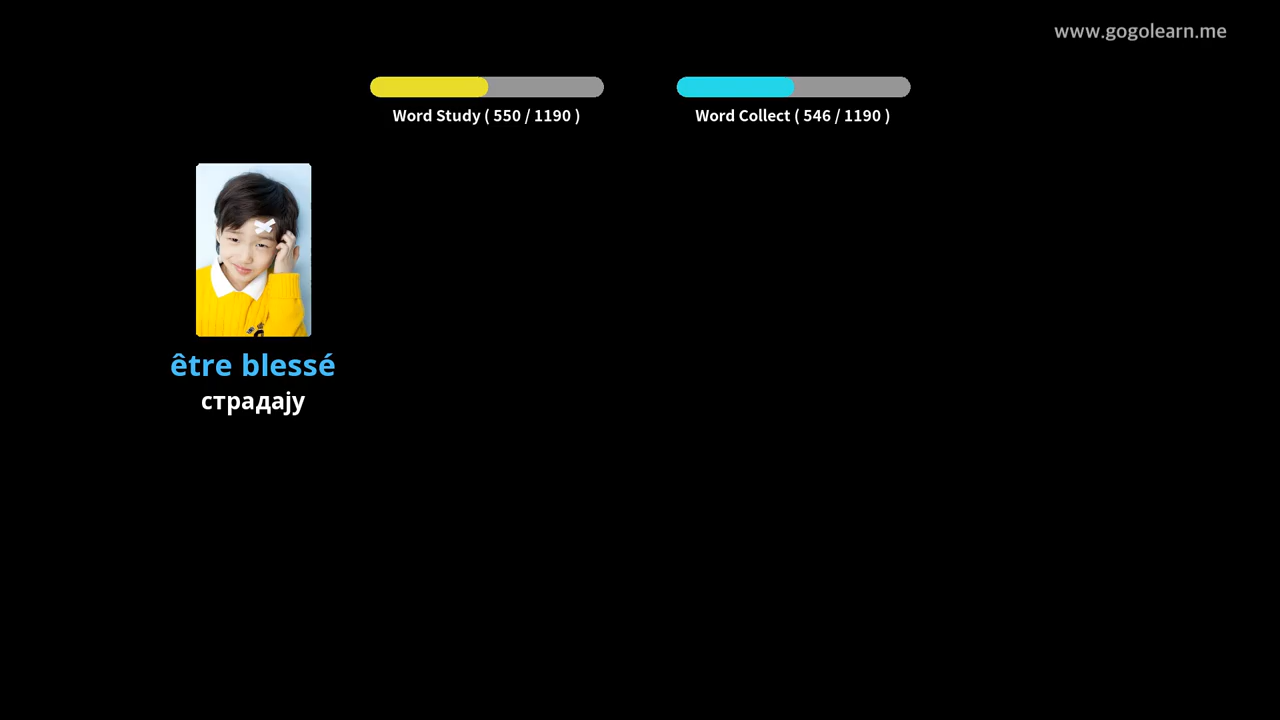 www.gogolearn.me
Word Study ( 550 / 1190 )
Word Collect ( 546 / 1190 )
être blessé
страдају